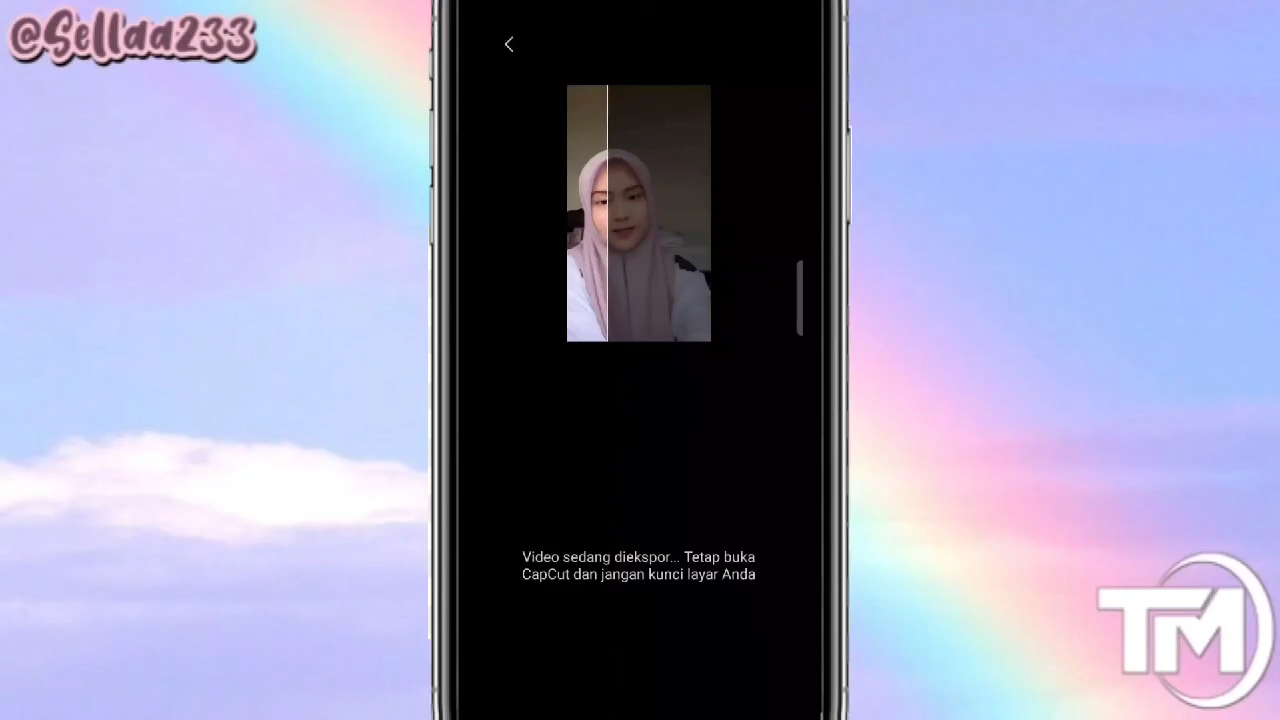 @Sellaa233
Video sedang diekspor... Tetap buka
CapCut dan jangan kunci layar Anda
TM